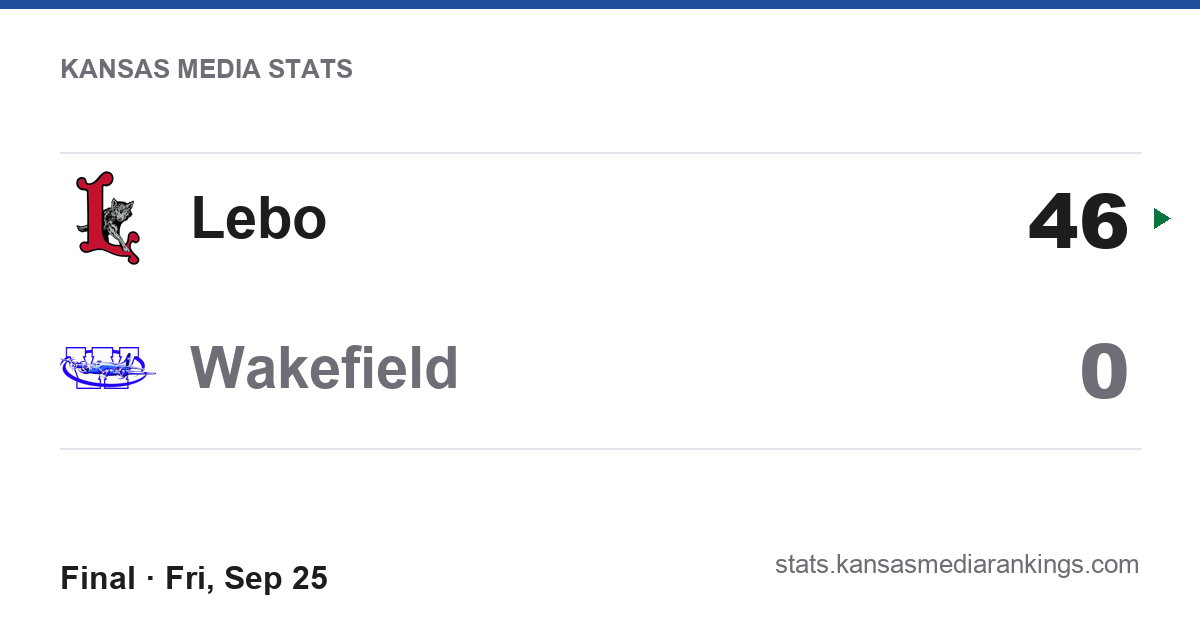 KANSAS MEDIA STATS
Lebo 46
Wakefield 0
Final · Fri, Sep 25
stats.kansasmediarankings.com